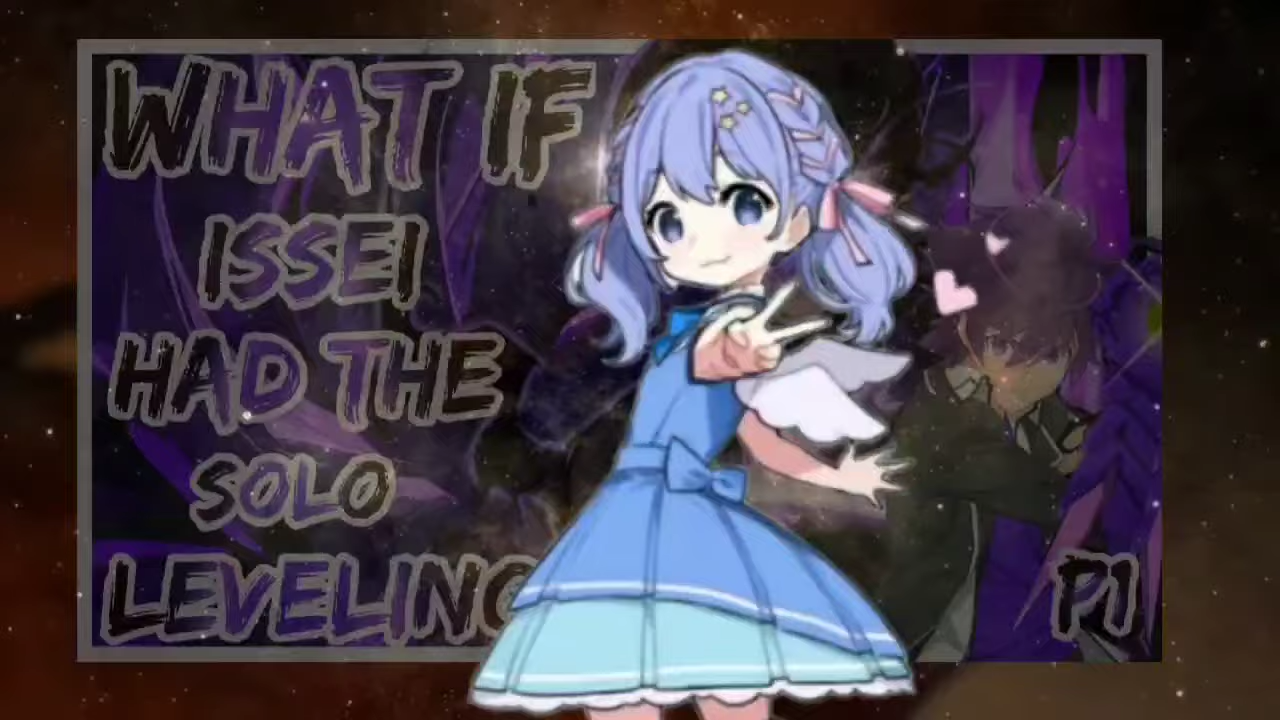 WHAT IF
ISSEI
HAD THE
SOLO
LEVELING
P1